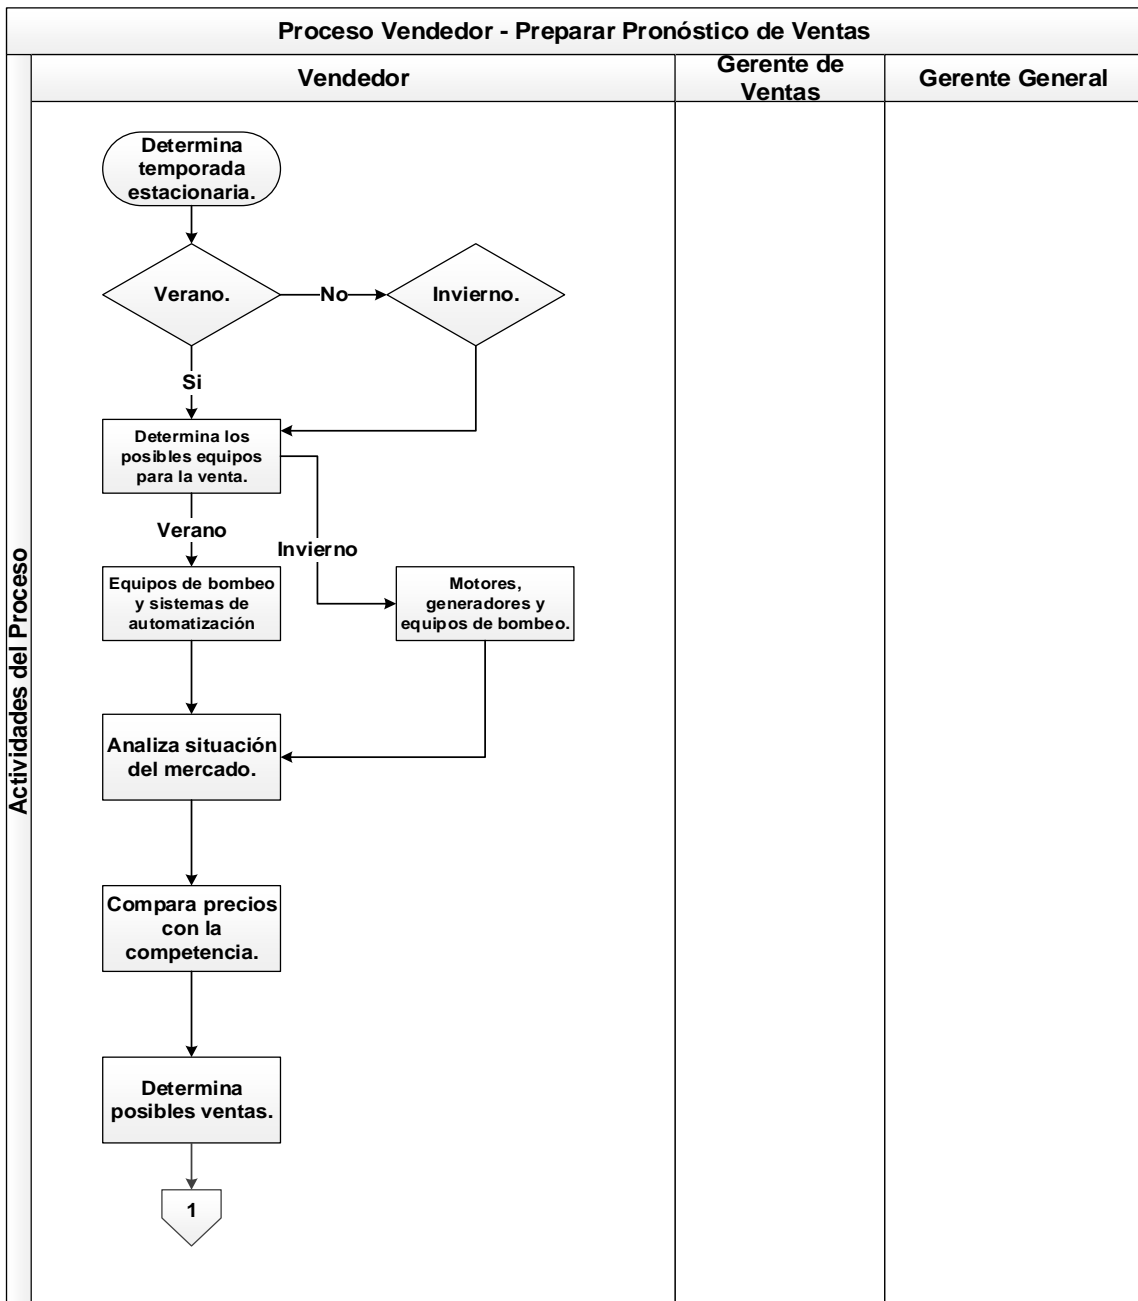 Proceso Vendedor - Preparar Pronóstico de Ventas
Vendedor
Gerente de
Ventas
Gerente General
Actividades del Proceso
Determina
temporada
estacionaria.
Verano.
No
Invierno.
Si
Determina los
posibles equipos
para la venta.
Verano
Invierno
Equipos de bombeo
y sistemas de
automatización
Motores,
generadores y
equipos de bombeo.
Analiza situación
del mercado.
Compara precios
con la
competencia.
Determina
posibles ventas.
1